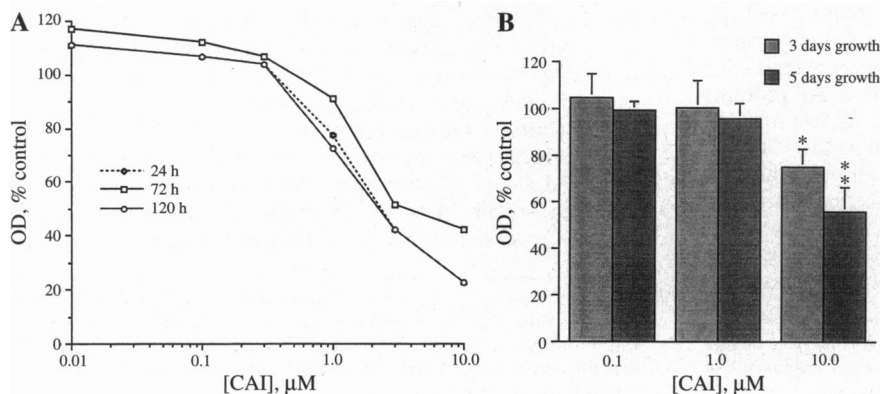 A
OD, % control
120
100
80
60
40
20
0
24 h
72 h
120 h
0.01
0.1
1.0
10.0
[CAI], μM
B
3 days growth
5 days growth
OD, % control
120
100
80
60
40
20
0
*
**
0.1
1.0
10.0
[CAI], μM